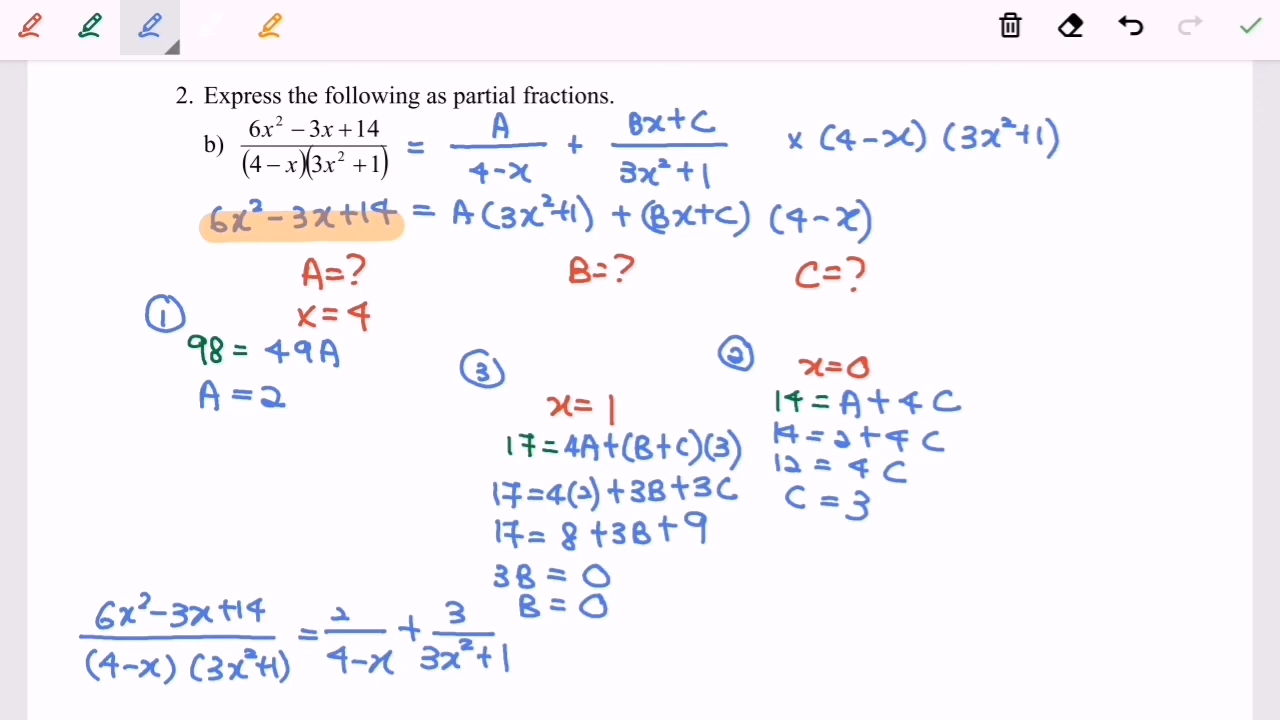 2. Express the following as partial fractions.
b) (6x² − 3x + 14)/((4 − x)(3x² + 1)) = A/(4−x) + (Bx+C)/(3x²+1) × (4−x) (3x²+1)
6x² − 3x + 14 = A(3x²+1) + (Bx+C) (4−x)
A=? B=? C=?
① x=4
98 = 49A
A = 2
② x=0
14 = A + 4C
14 = 2 + 4C
12 = 4C
C = 3
③ x=1
17 = 4A + (B+C)(3)
17 = 4(2) + 3B + 3C
17 = 8 + 3B + 9
3B = 0
B = 0
(6x² − 3x + 14)/((4−x) (3x²+1)) = 2/(4−x) + 3/(3x²+1)